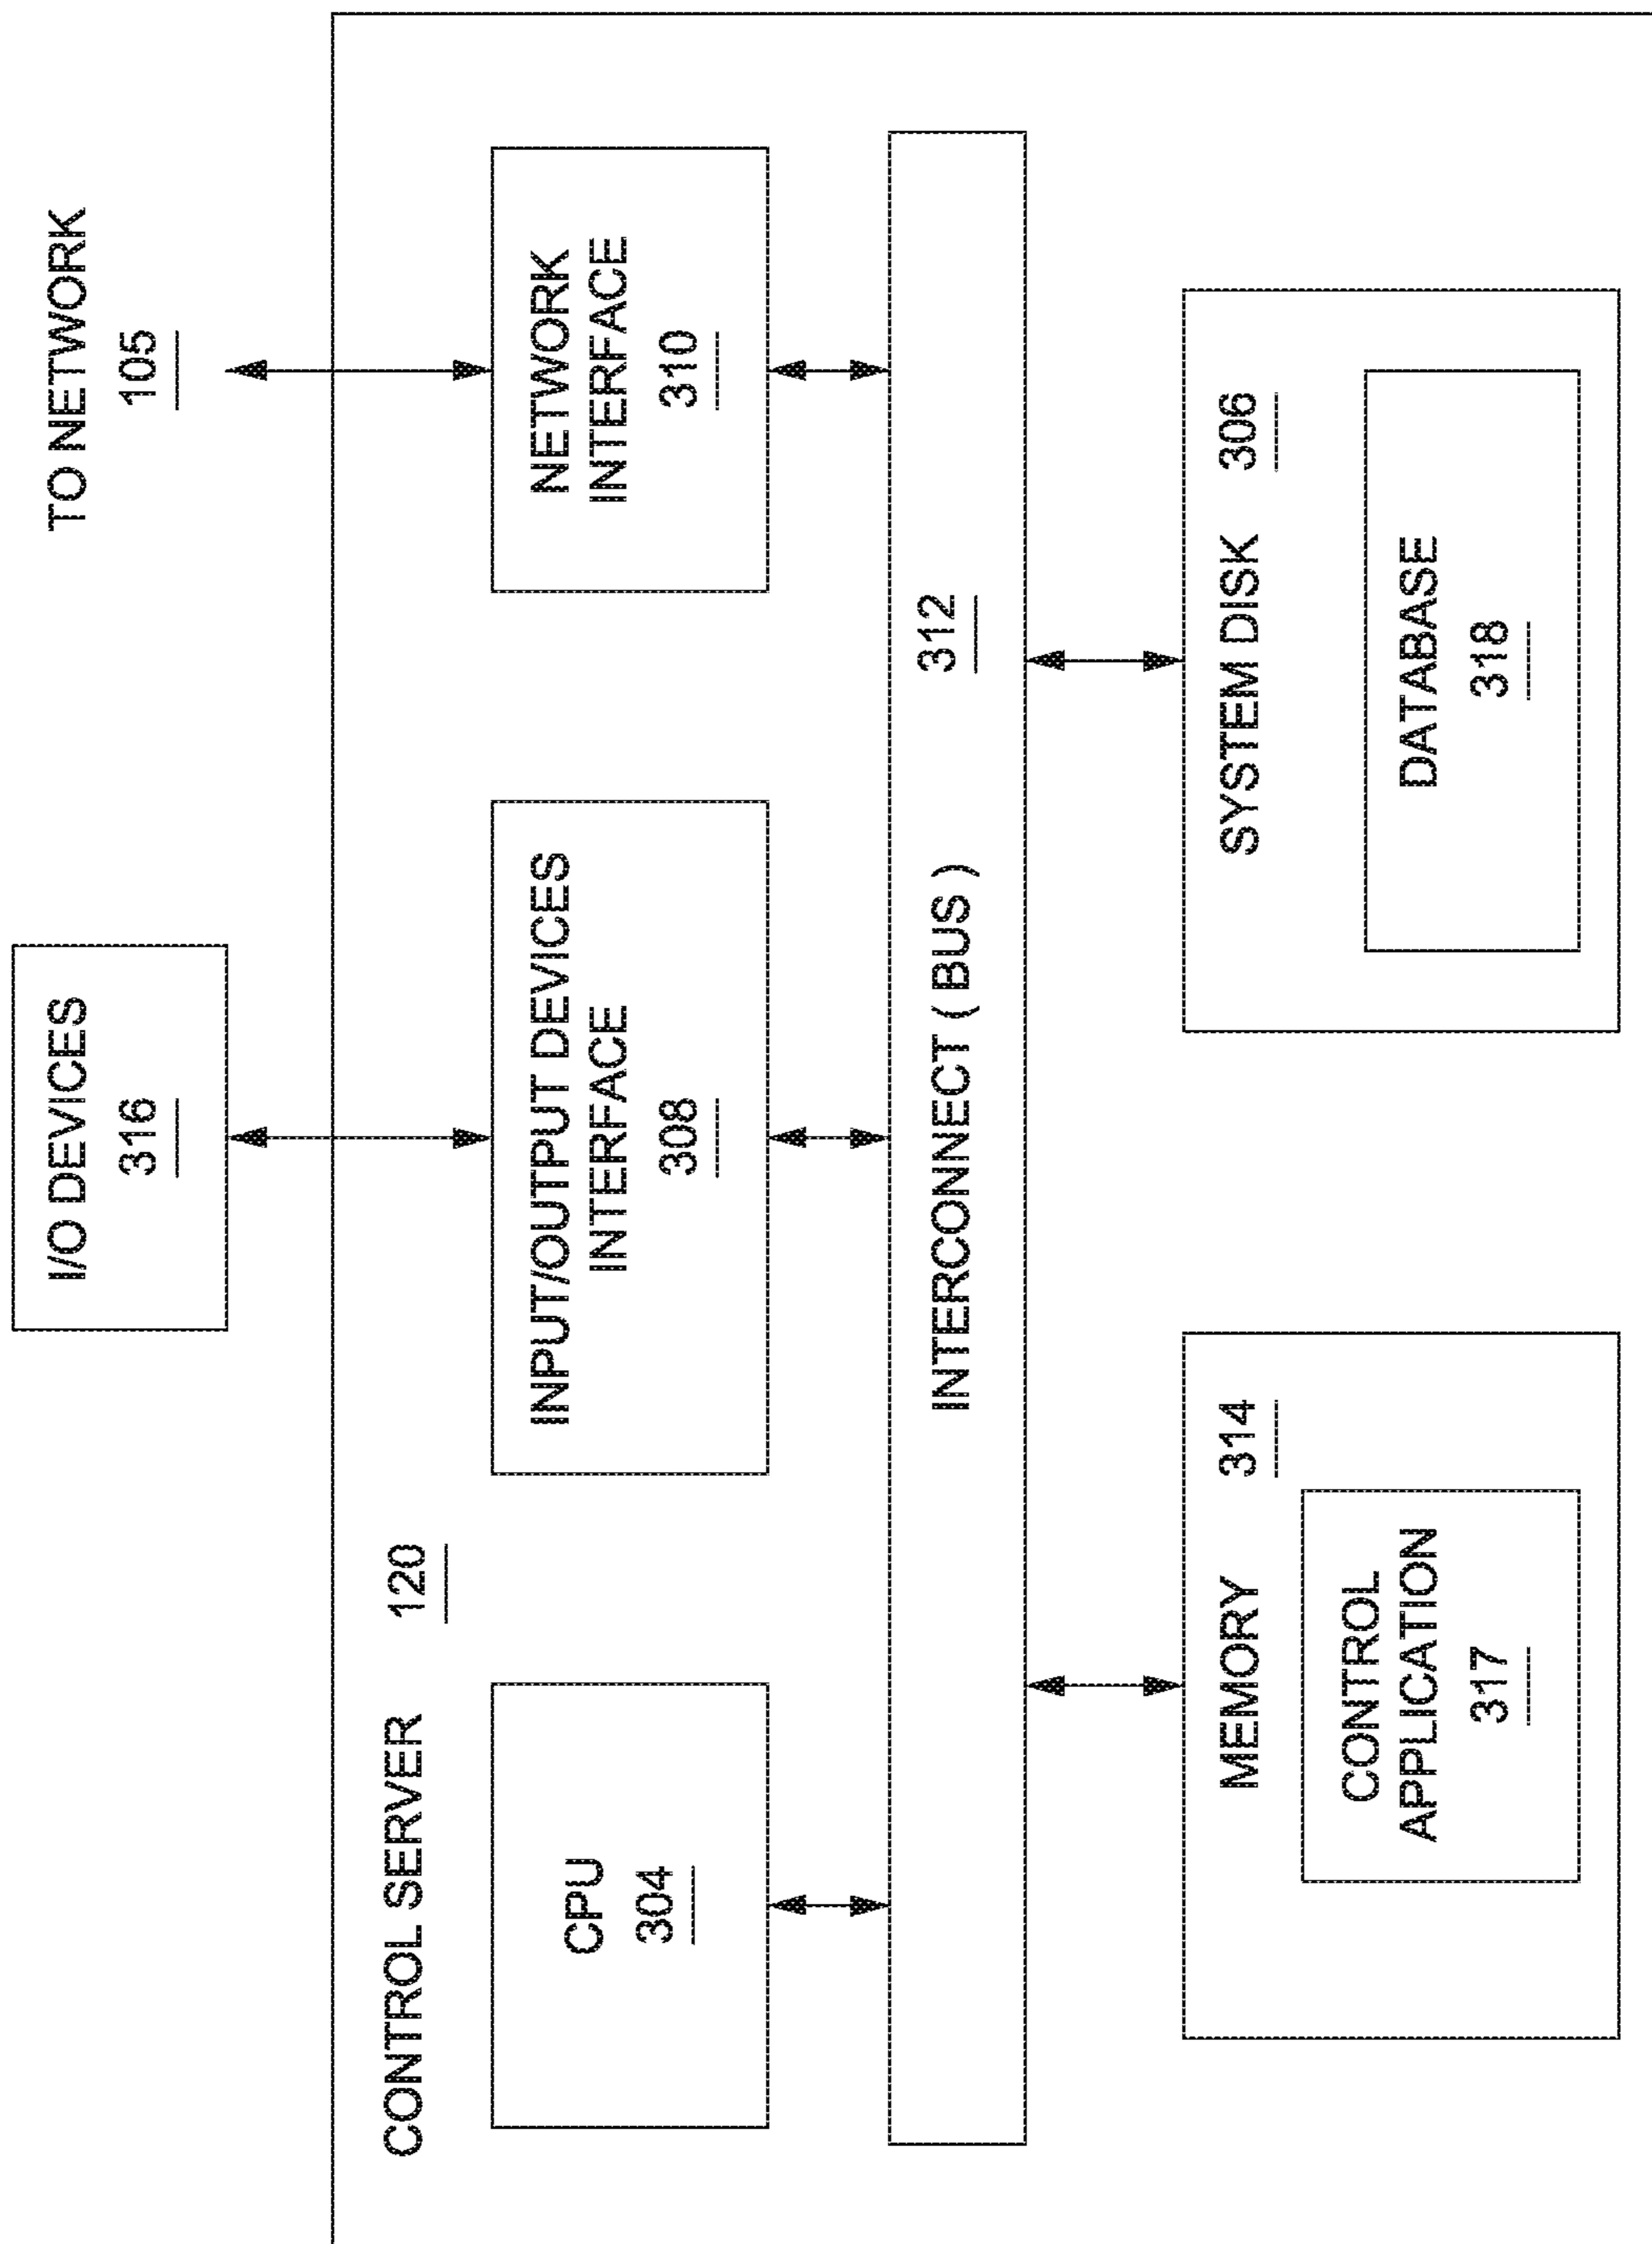 I/O DEVICES
316
TO NETWORK
105
CONTROL SERVER 120
CPU
304
INPUT/OUTPUT DEVICES
INTERFACE
308
NETWORK
INTERFACE
310
INTERCONNECT ( BUS ) 312
MEMORY 314
CONTROL
APPLICATION
317
SYSTEM DISK 306
DATABASE
318